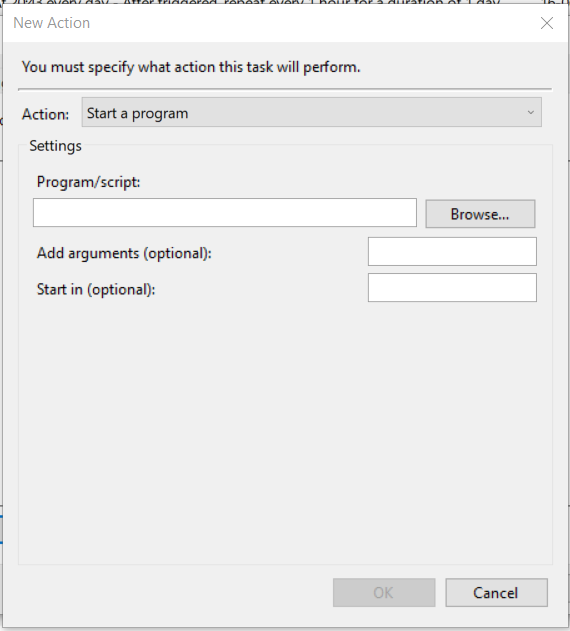 20:43 every day - After triggered, repeat every 1 hour for a duration of 1 day.
New Action
You must specify what action this task will perform.
Action: Start a program
Settings
Program/script:
Browse...
Add arguments (optional):
Start in (optional):
OK Cancel